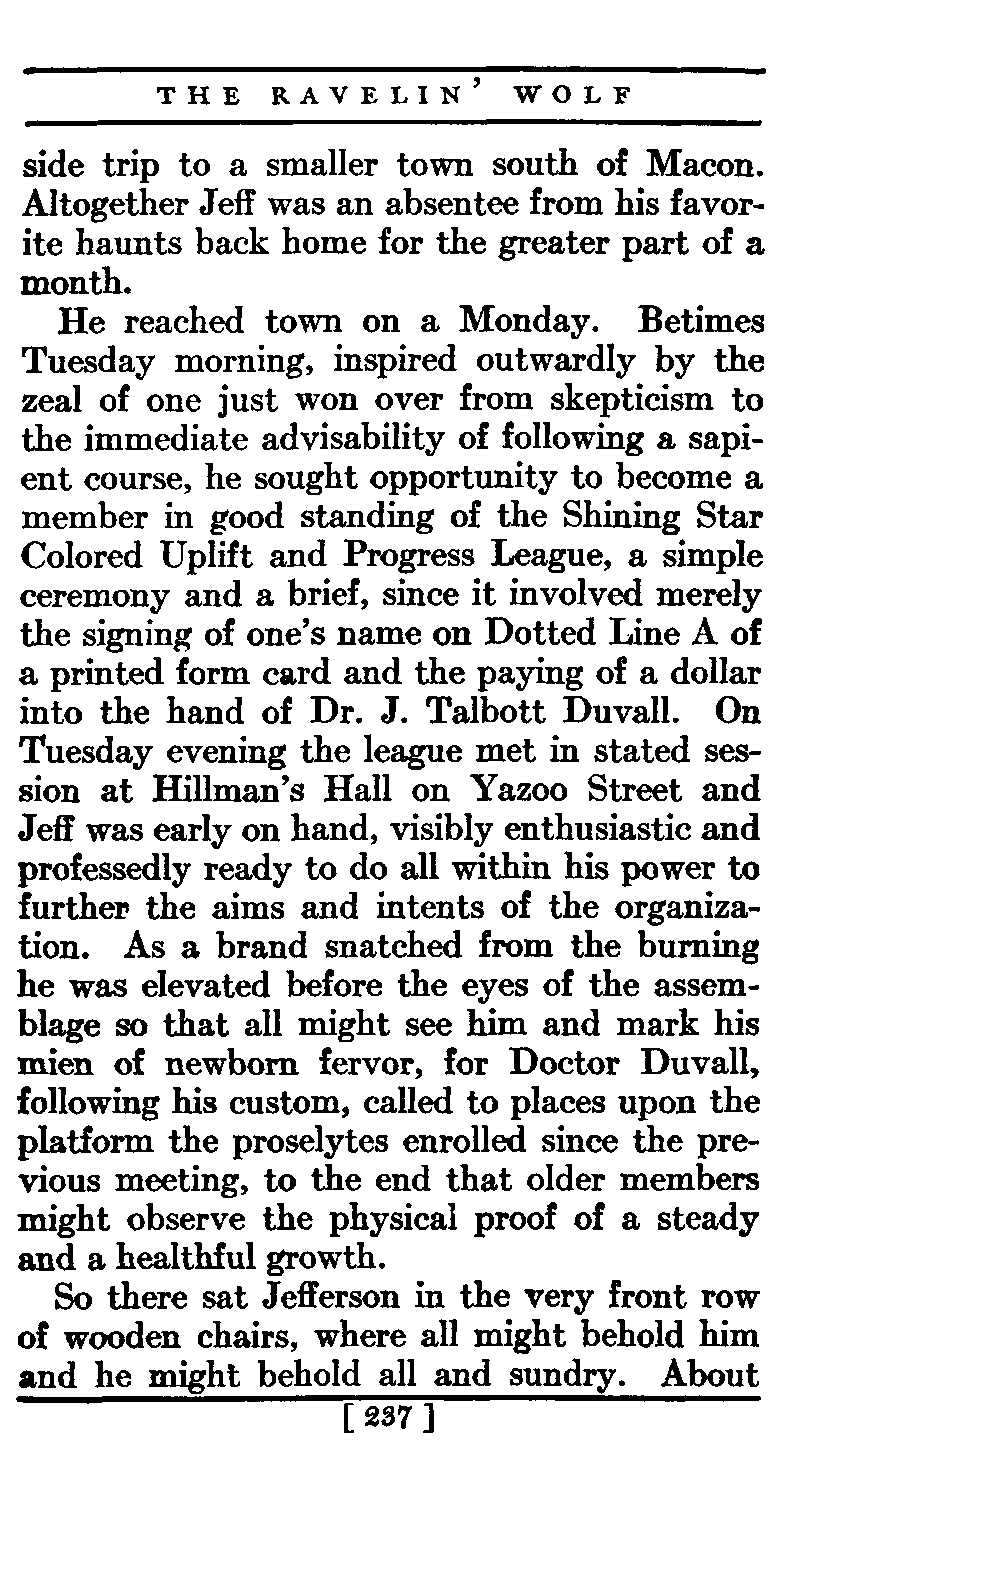 THE RAVELIN' WOLF
side trip to a smaller town south of Macon.
Altogether Jeff was an absentee from his favor-
ite haunts back home for the greater part of a
month.
He reached town on a Monday. Betimes
Tuesday morning, inspired outwardly by the
zeal of one just won over from skepticism to
the immediate advisability of following a sapi-
ent course, he sought opportunity to become a
member in good standing of the Shining Star
Colored Uplift and Progress League, a simple
ceremony and a brief, since it involved merely
the signing of one's name on Dotted Line A of
a printed form card and the paying of a dollar
into the hand of Dr. J. Talbott Duvall. On
Tuesday evening the league met in stated ses-
sion at Hillman's Hall on Yazoo Street and
Jeff was early on hand, visibly enthusiastic and
professedly ready to do all within his power to
further the aims and intents of the organiza-
tion. As a brand snatched from the burning
he was elevated before the eyes of the assem-
blage so that all might see him and mark his
mien of newborn fervor, for Doctor Duvall,
following his custom, called to places upon the
platform the proselytes enrolled since the pre-
vious meeting, to the end that older members
might observe the physical proof of a steady
and a healthful growth.
So there sat Jefferson in the very front row
of wooden chairs, where all might behold him
and he might behold all and sundry. About
[ 237 ]